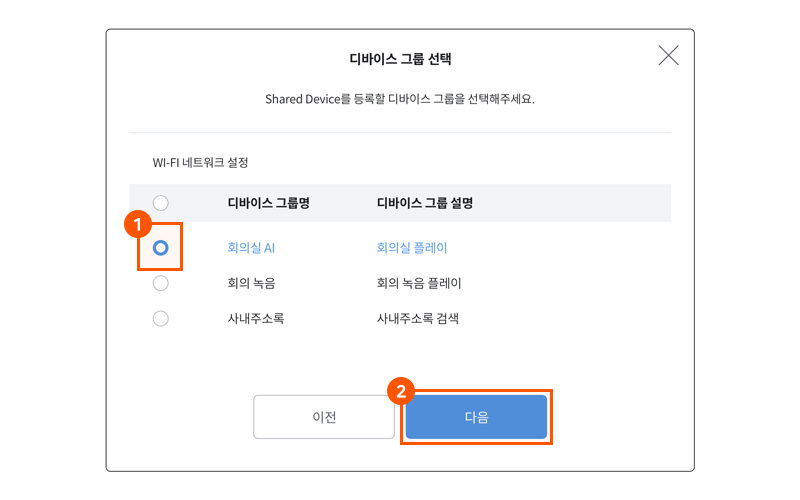 디바이스 그룹 선택
Shared Device를 등록할 디바이스 그룹을 선택해주세요.
WI-FI 네트워크 설정
디바이스 그룹명 디바이스 그룹 설명
1
회의실 AI 회의실 플레이
회의 녹음 회의 녹음 플레이
사내주소록 사내주소록 검색
2
이전 다음